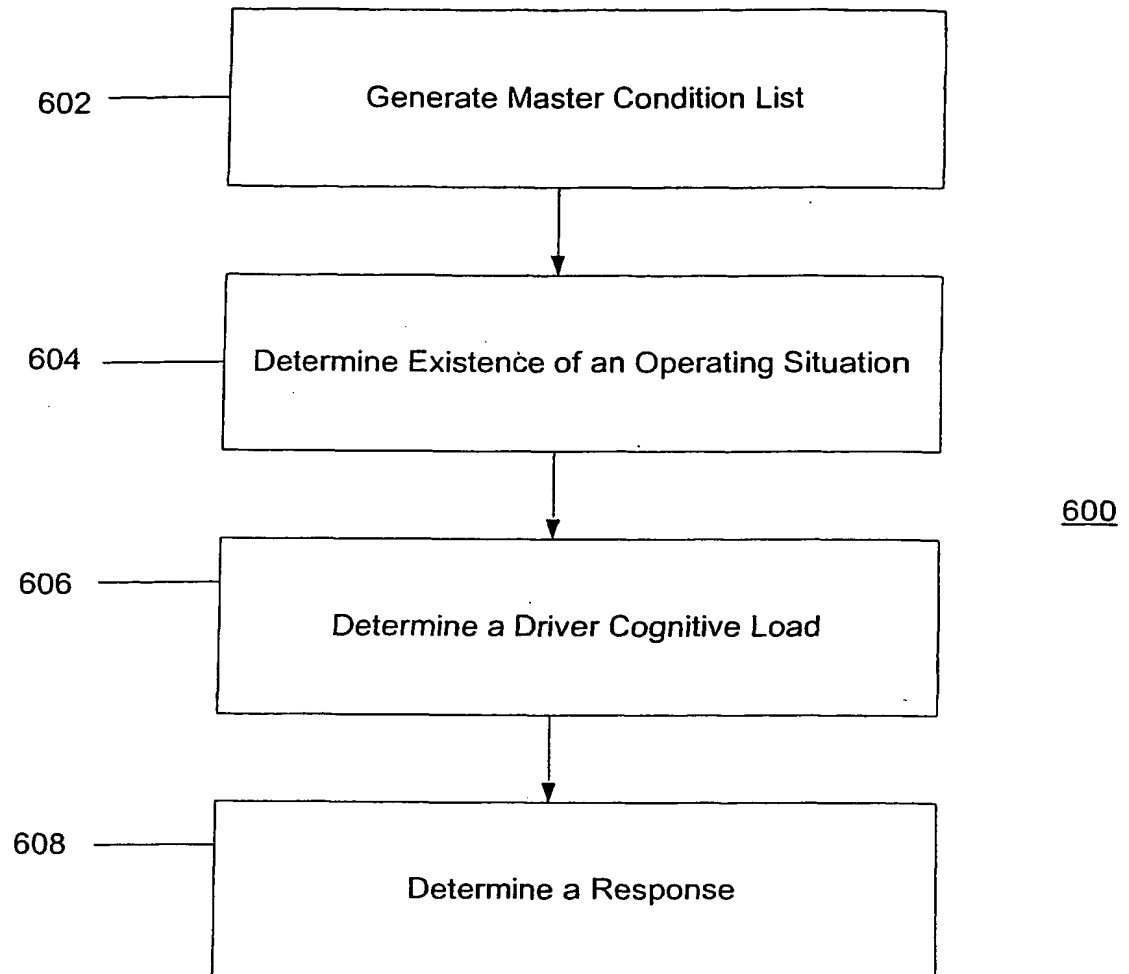 602
Generate Master Condition List
604
Determine Existence of an Operating Situation
600
606
Determine a Driver Cognitive Load
608
Determine a Response